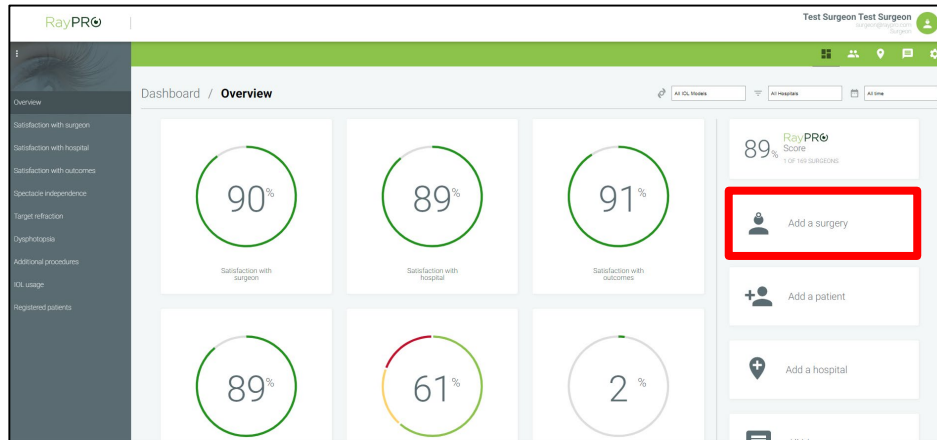 RayPRO
Test Surgeon Test Surgeon
Surgeon
Dashboard / Overview
All IOL Models
All Hospitals
All time
Overview
Satisfaction with surgeon
Satisfaction with hospital
Satisfaction with outcomes
Spectacle independence
Target refraction
Dysphotopsia
Additional procedures
IOL usage
Registered patients
90%
Satisfaction with
surgeon
89%
Satisfaction with
hospital
91%
Satisfaction with
outcomes
89%
61%
2%
89%
RayPRO
Score
1 OF 169 SURGEONS
Add a surgery
Add a patient
Add a hospital